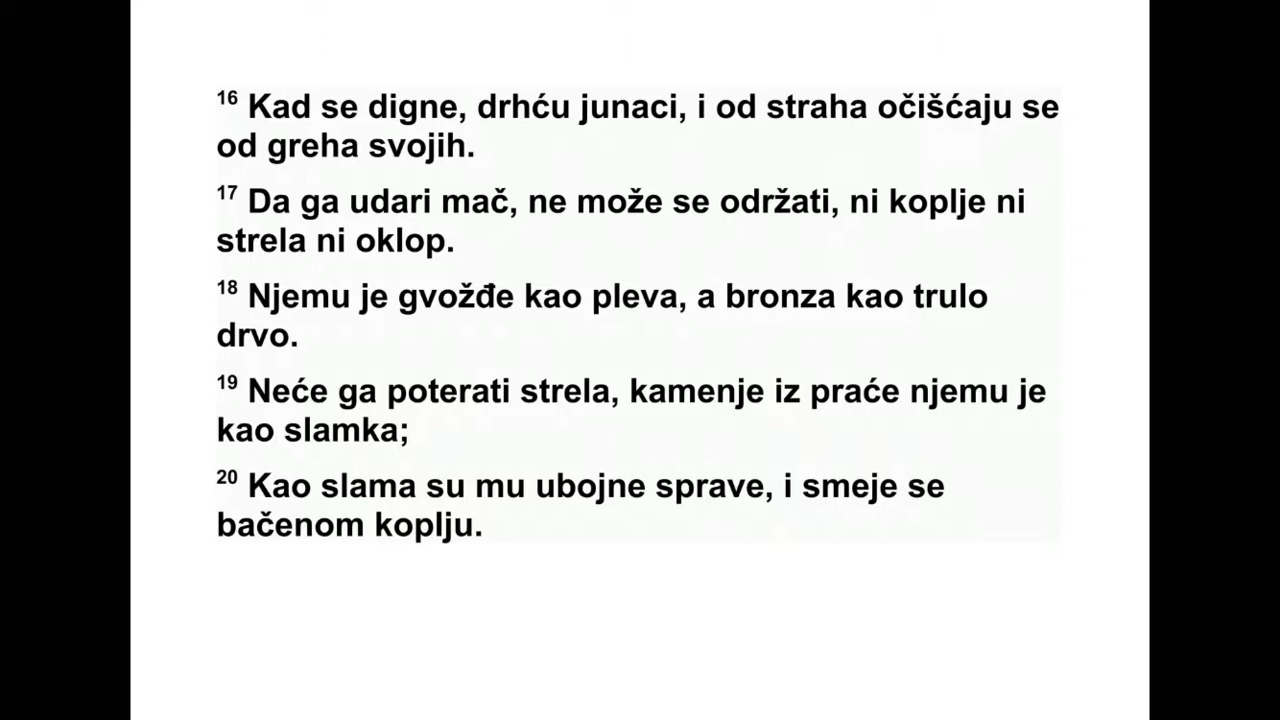 16 Kad se digne, drhću junaci, i od straha očišćaju se
od greha svojih.
17 Da ga udari mač, ne može se održati, ni koplje ni
strela ni oklop.
18 Njemu je gvožđe kao pleva, a bronza kao trulo
drvo.
19 Neće ga poterati strela, kamenje iz praće njemu je
kao slamka;
20 Kao slama su mu ubojne sprave, i smeje se
bačenom koplju.